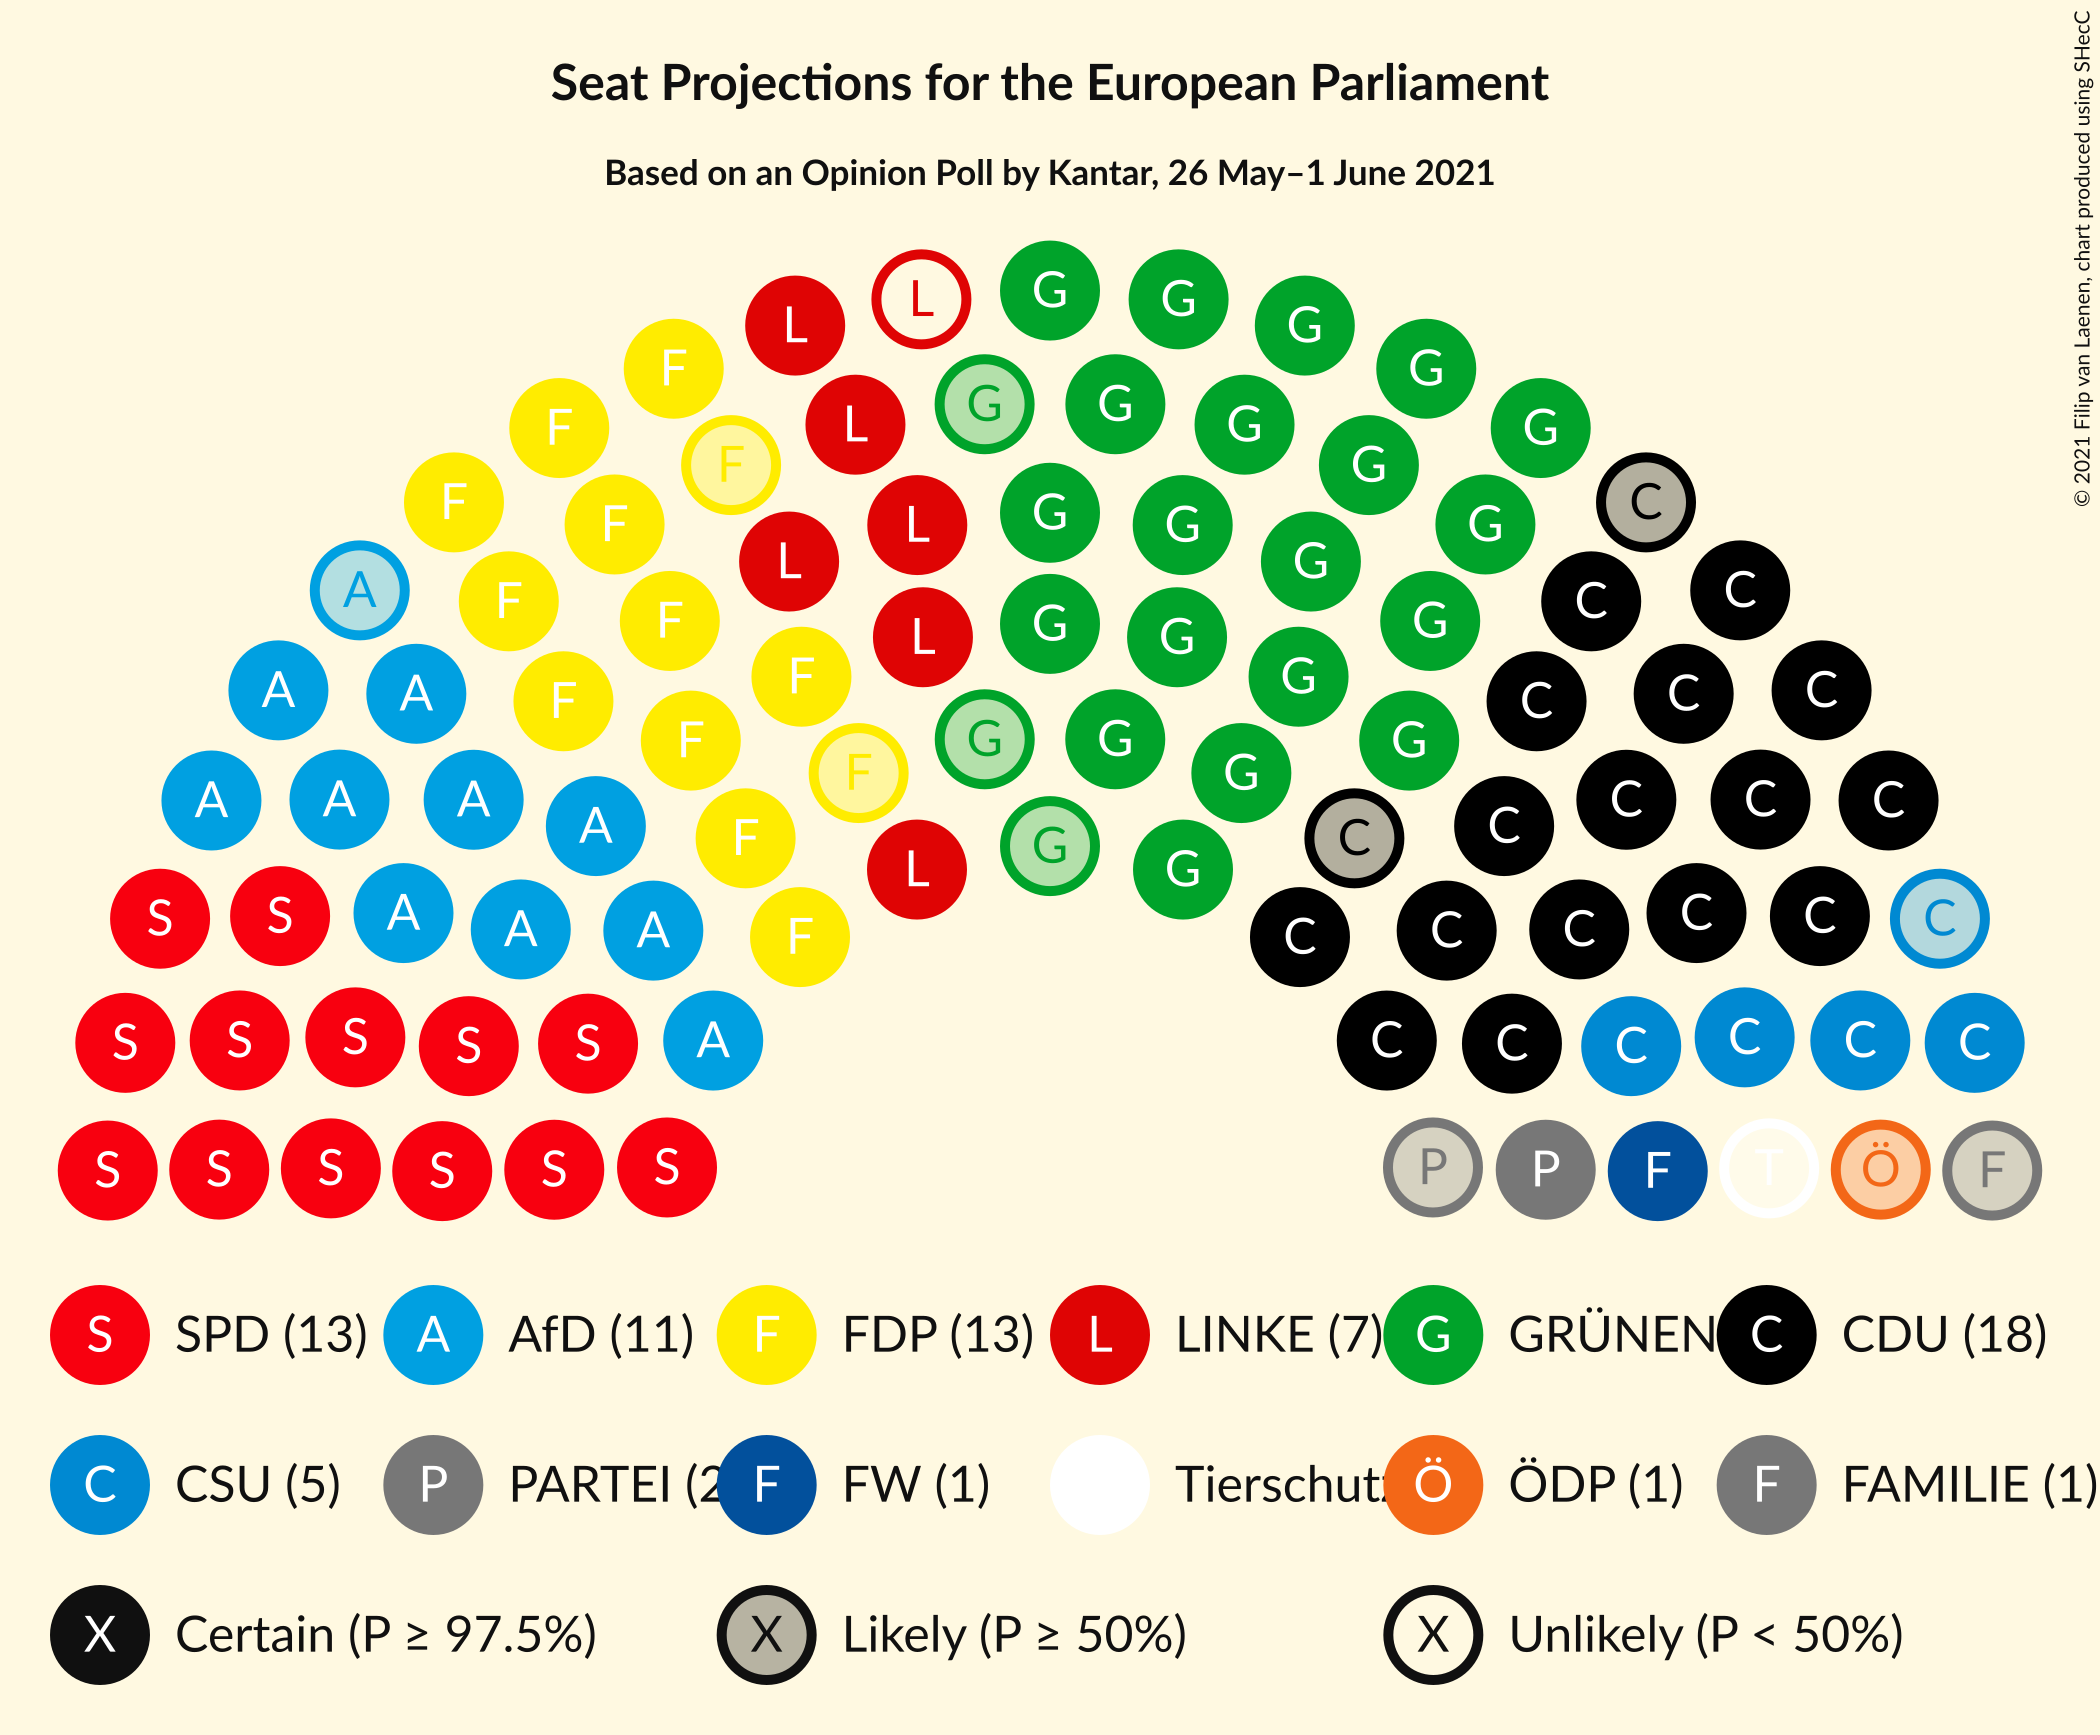 Seat Projections for the European Parliament
Based on an Opinion Poll by Kantar, 26 May–1 June 2021
© 2021 Filip van Laenen, chart produced using SHecC
L G G G
L
F G
F L G G G G
F G
F F L G G C
A F L G G G C C
F L G G G
A A F F G C C C
F F G G G G
A A A A F C C C C C
S S A A A F L G G C C C C C C
S S S S S A C C C C C C
S S S S S S P P F T Ö F
S SPD (13) A AfD (11) F FDP (13) L LINKE (7) G GRÜNEN C CDU (18)
C CSU (5) P PARTEI (2 F FW (1) Tierschutz Ö ÖDP (1) F FAMILIE (1)
X Certain (P ≥ 97.5%) X Likely (P ≥ 50%) X Unlikely (P < 50%)